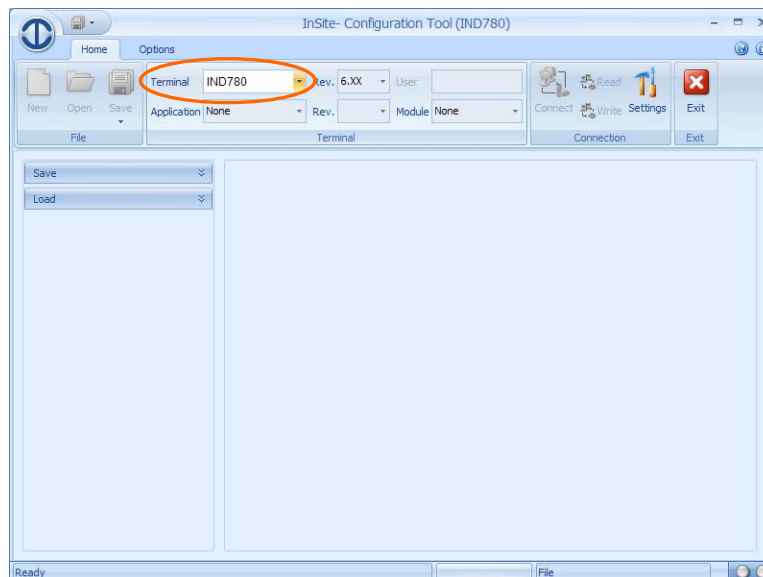 InSite- Configuration Tool (IND780)
Home Options
Terminal IND780 Rev. 6.XX User
New Open Save Application None Rev. Module None
Connect Read Write Settings Exit
File Terminal Connection Exit
Save
Load
Ready File